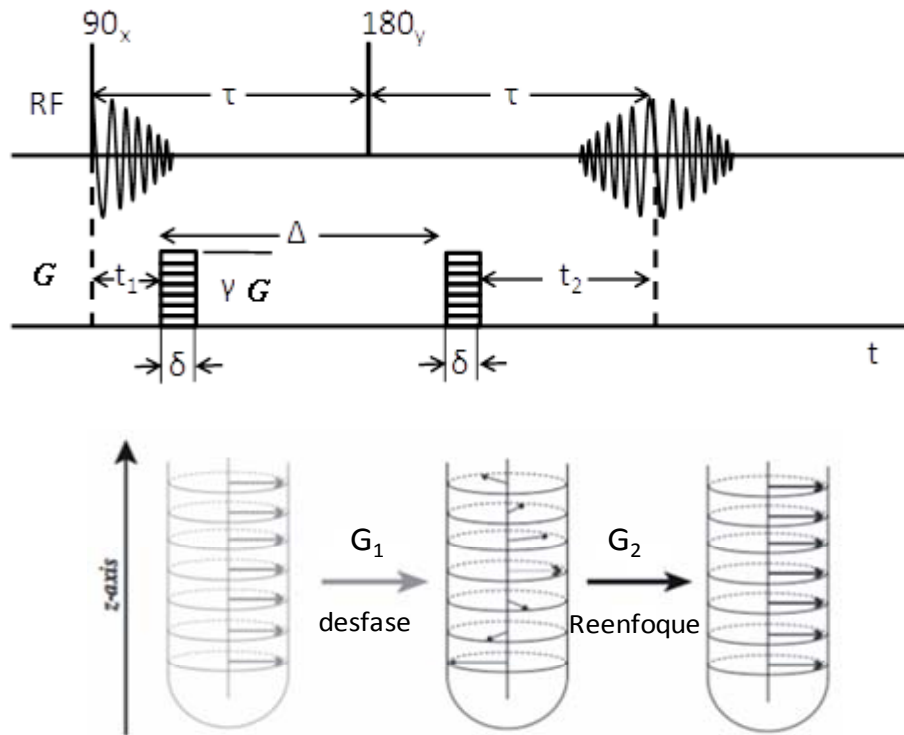 90x 180y
τ τ
RF
Δ
G t1 γ G t2
t
δ δ
z-axis
G1 G2
desfase Reenfoque